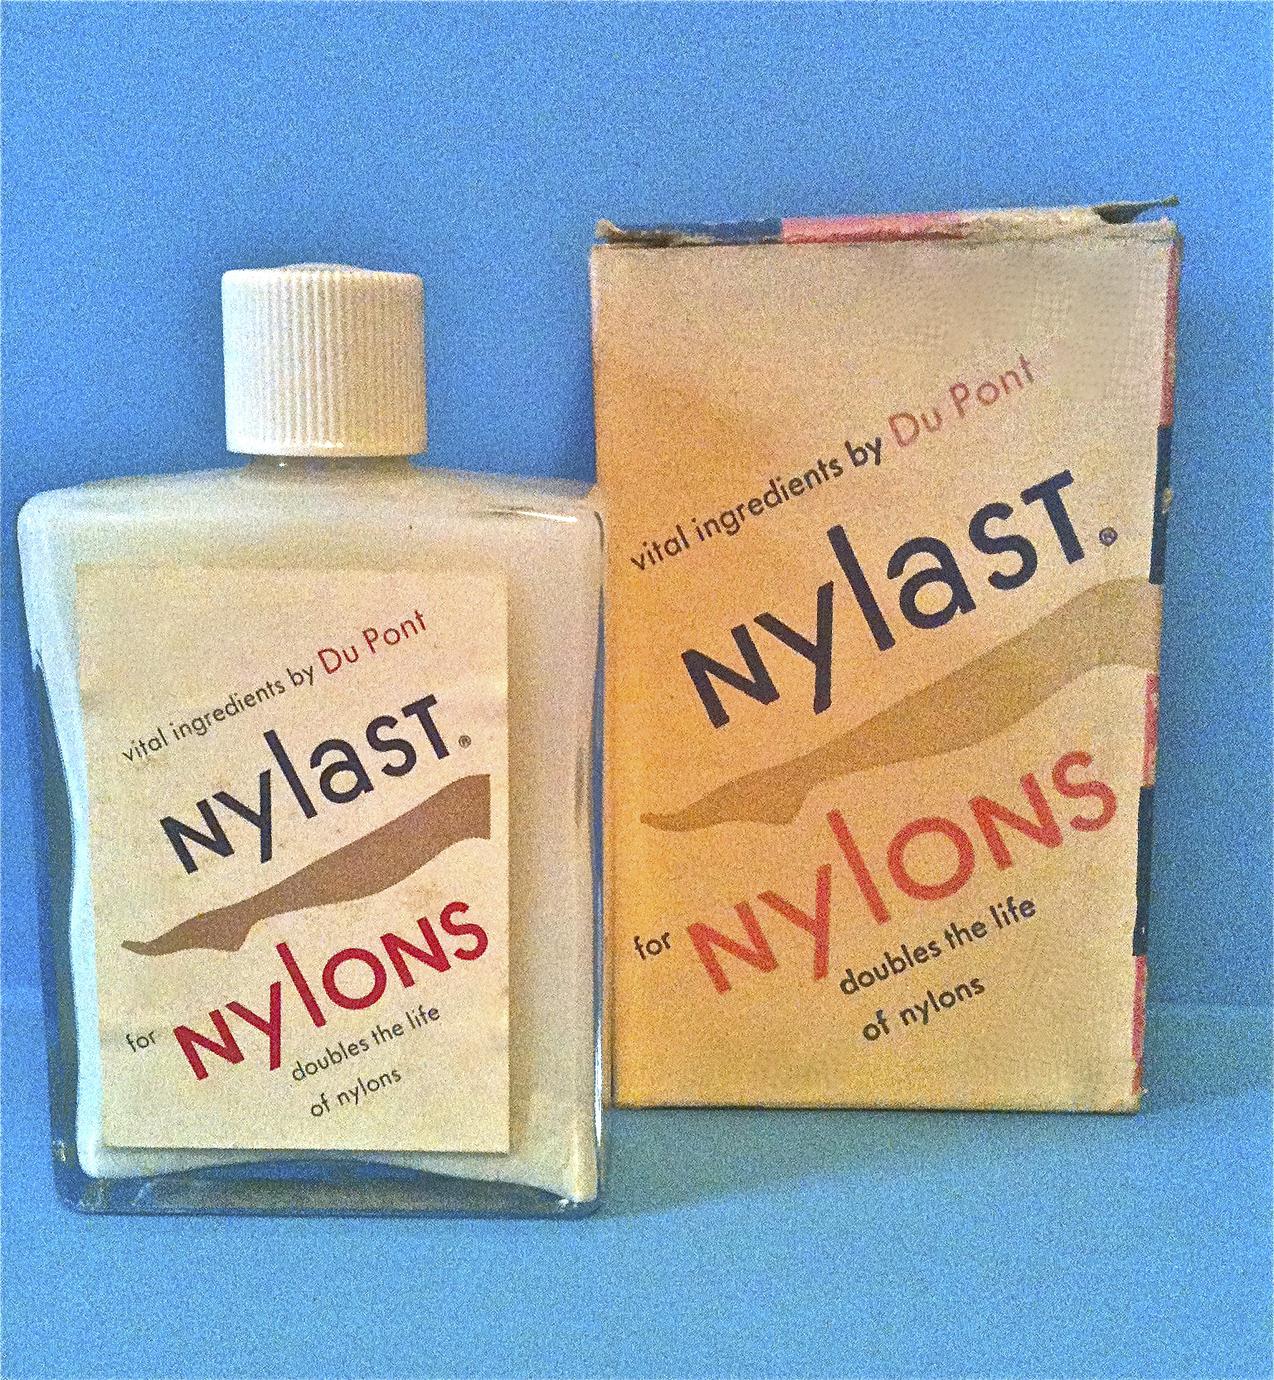 vital ingredients by Du Pont
Nylast®
for Nylons
doubles the life
of nylons
vital ingredients by Du Pont
Nylast®
for Nylons
doubles the life
of nylons